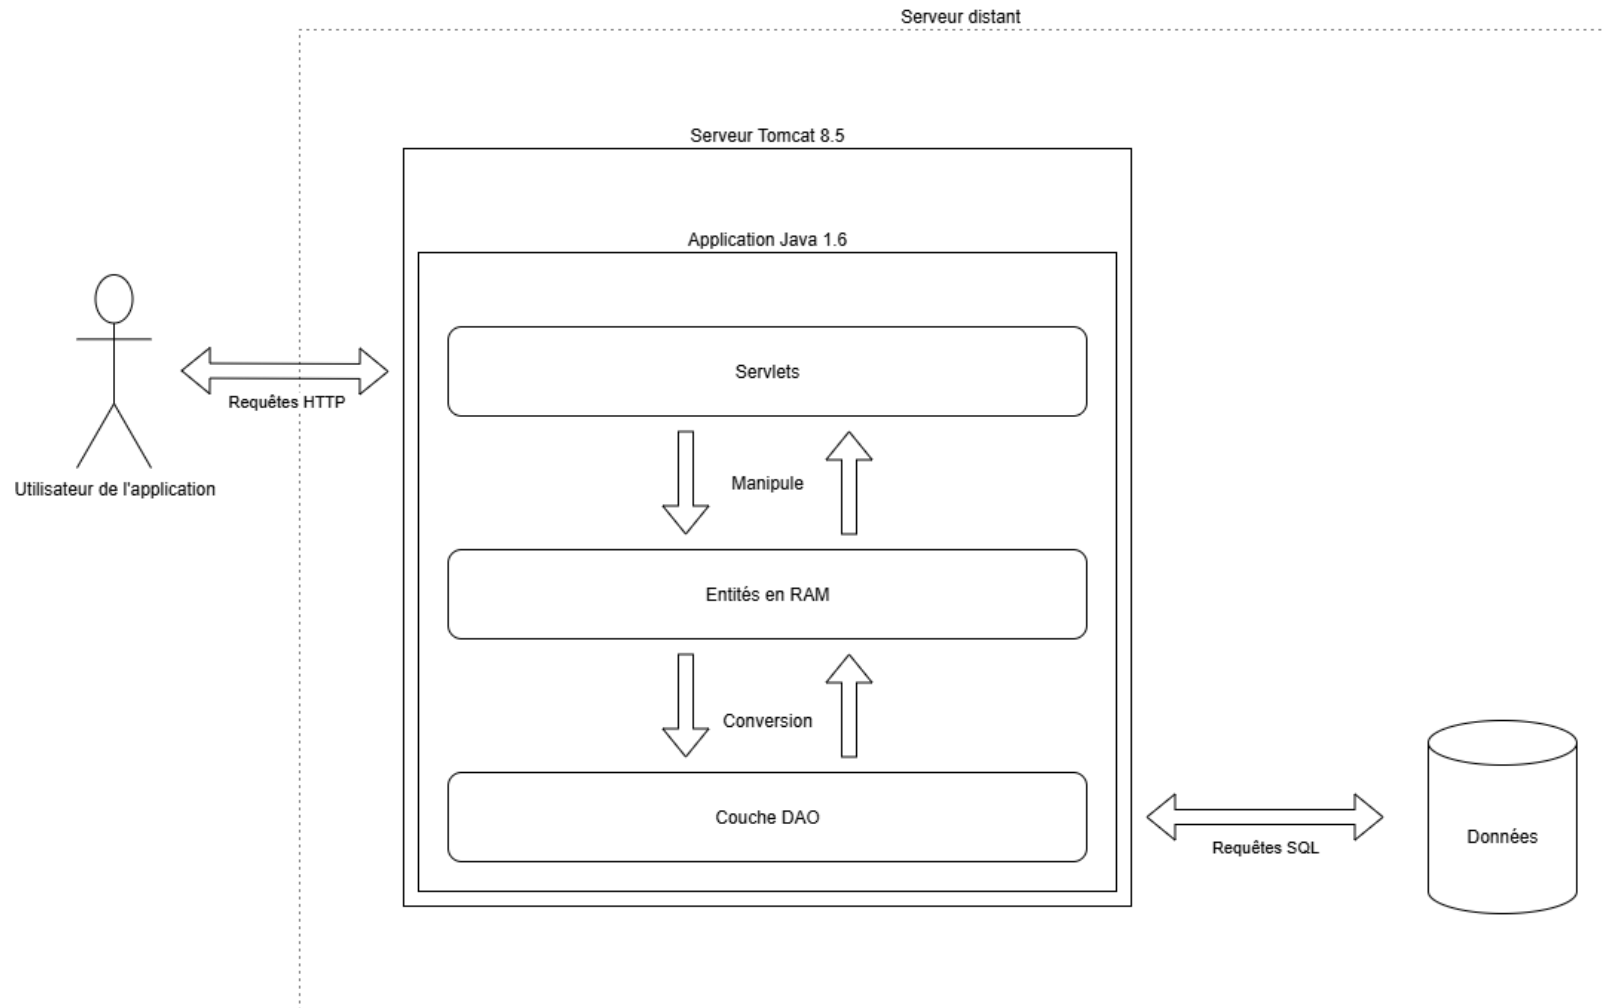 Serveur distant
Serveur Tomcat 8.5
Application Java 1.6
Servlets
Requêtes HTTP
Manipule
Utilisateur de l'application
Entités en RAM
Conversion
Couche DAO
Données
Requêtes SQL